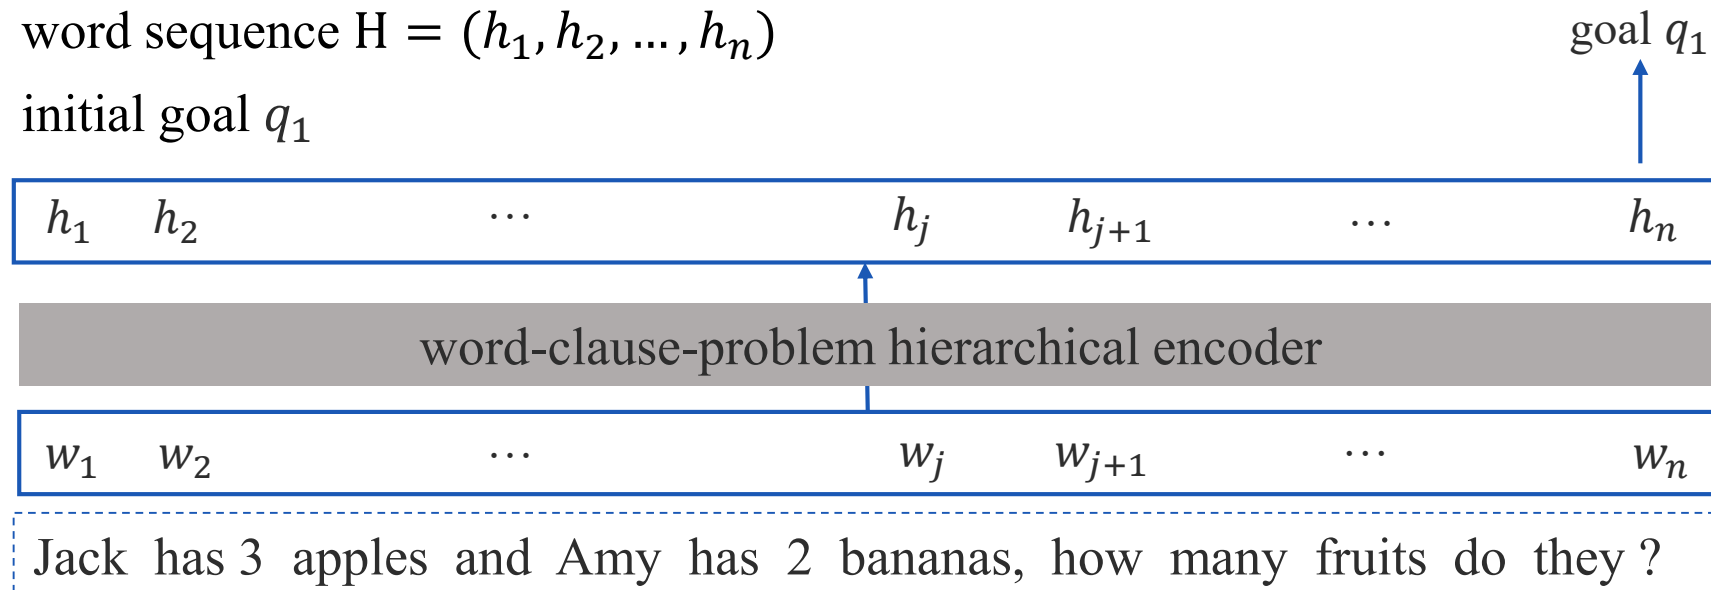 word sequence H = (ℎ₁, ℎ₂, … , ℎₙ)
goal 𝑞₁
initial goal 𝑞₁
ℎ₁ ℎ₂ … ℎⱼ ℎⱼ₊₁ … ℎₙ
word-clause-problem hierarchical encoder
𝑤₁ 𝑤₂ … 𝑤ⱼ 𝑤ⱼ₊₁ … 𝑤ₙ
Jack has 3 apples and Amy has 2 bananas, how many fruits do they ?